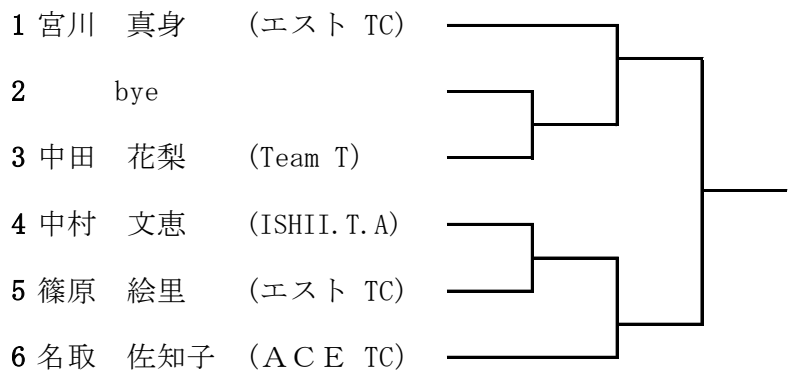 1 宮川　真身　　(エスト TC)
2　　　bye
3 中田　花梨　　(Team T)
4 中村　文恵　　(ISHII.T.A)
5 篠原　絵里　　(エスト TC)
6 名取　佐知子　(ＡＣＥ TC)